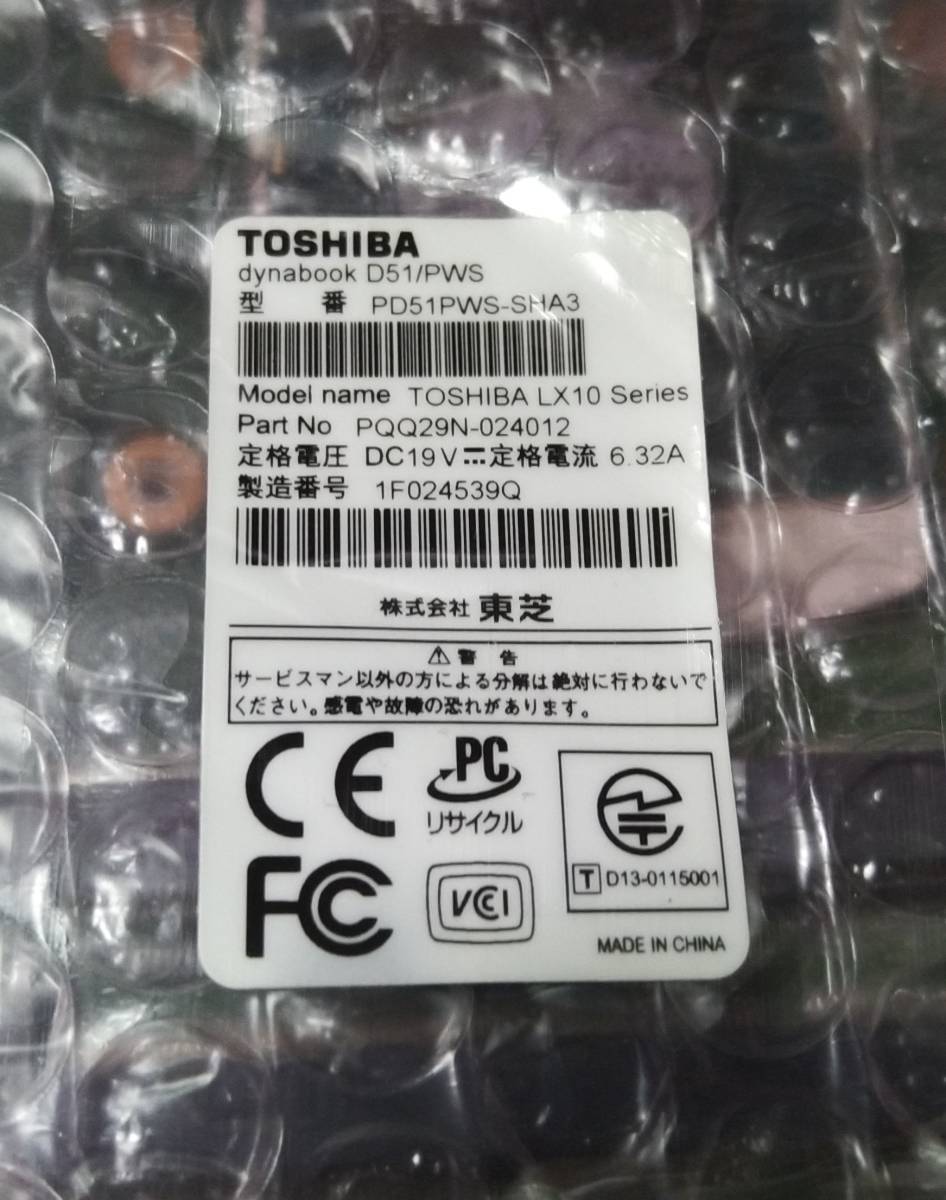 TOSHIBA
dynabook D51/PWS
型 番 PD51PWS-SHA3
Model name TOSHIBA LX10 Series
Part No PQQ29N-024012
定格電圧 DC19V⎓定格電流 6.32A
製造番号 1F024539Q
株式会社 東芝
⚠ 警 告
サービスマン以外の方による分解は絶対に行わないで
ください。感電や故障の恐れがあります。
CE
PC
リサイクル
FC
VCCI
T D13-0115001
MADE IN CHINA